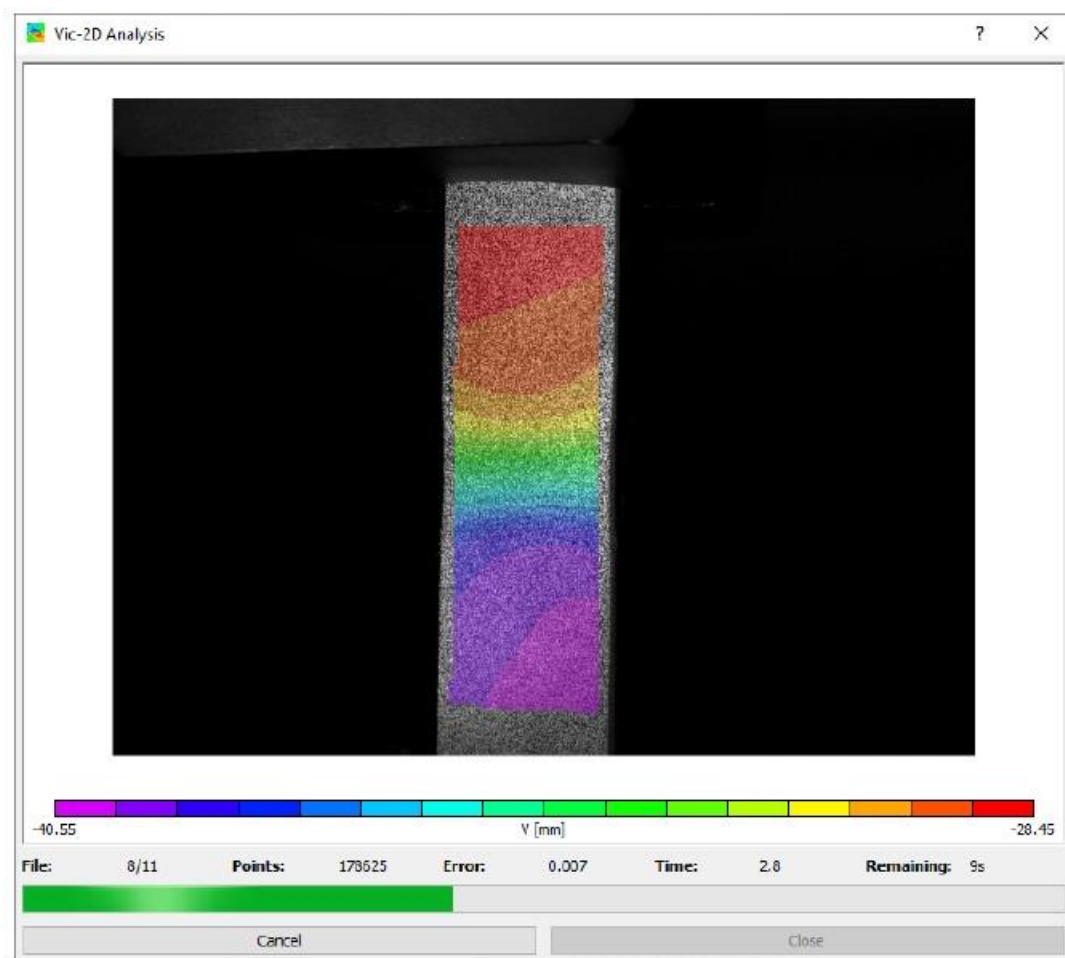 Vic-2D Analysis
-40.55 V [mm] -28.45
File: 8/11 Points: 178625 Error: 0.007 Time: 2.8 Remaining: 9s
Cancel Close